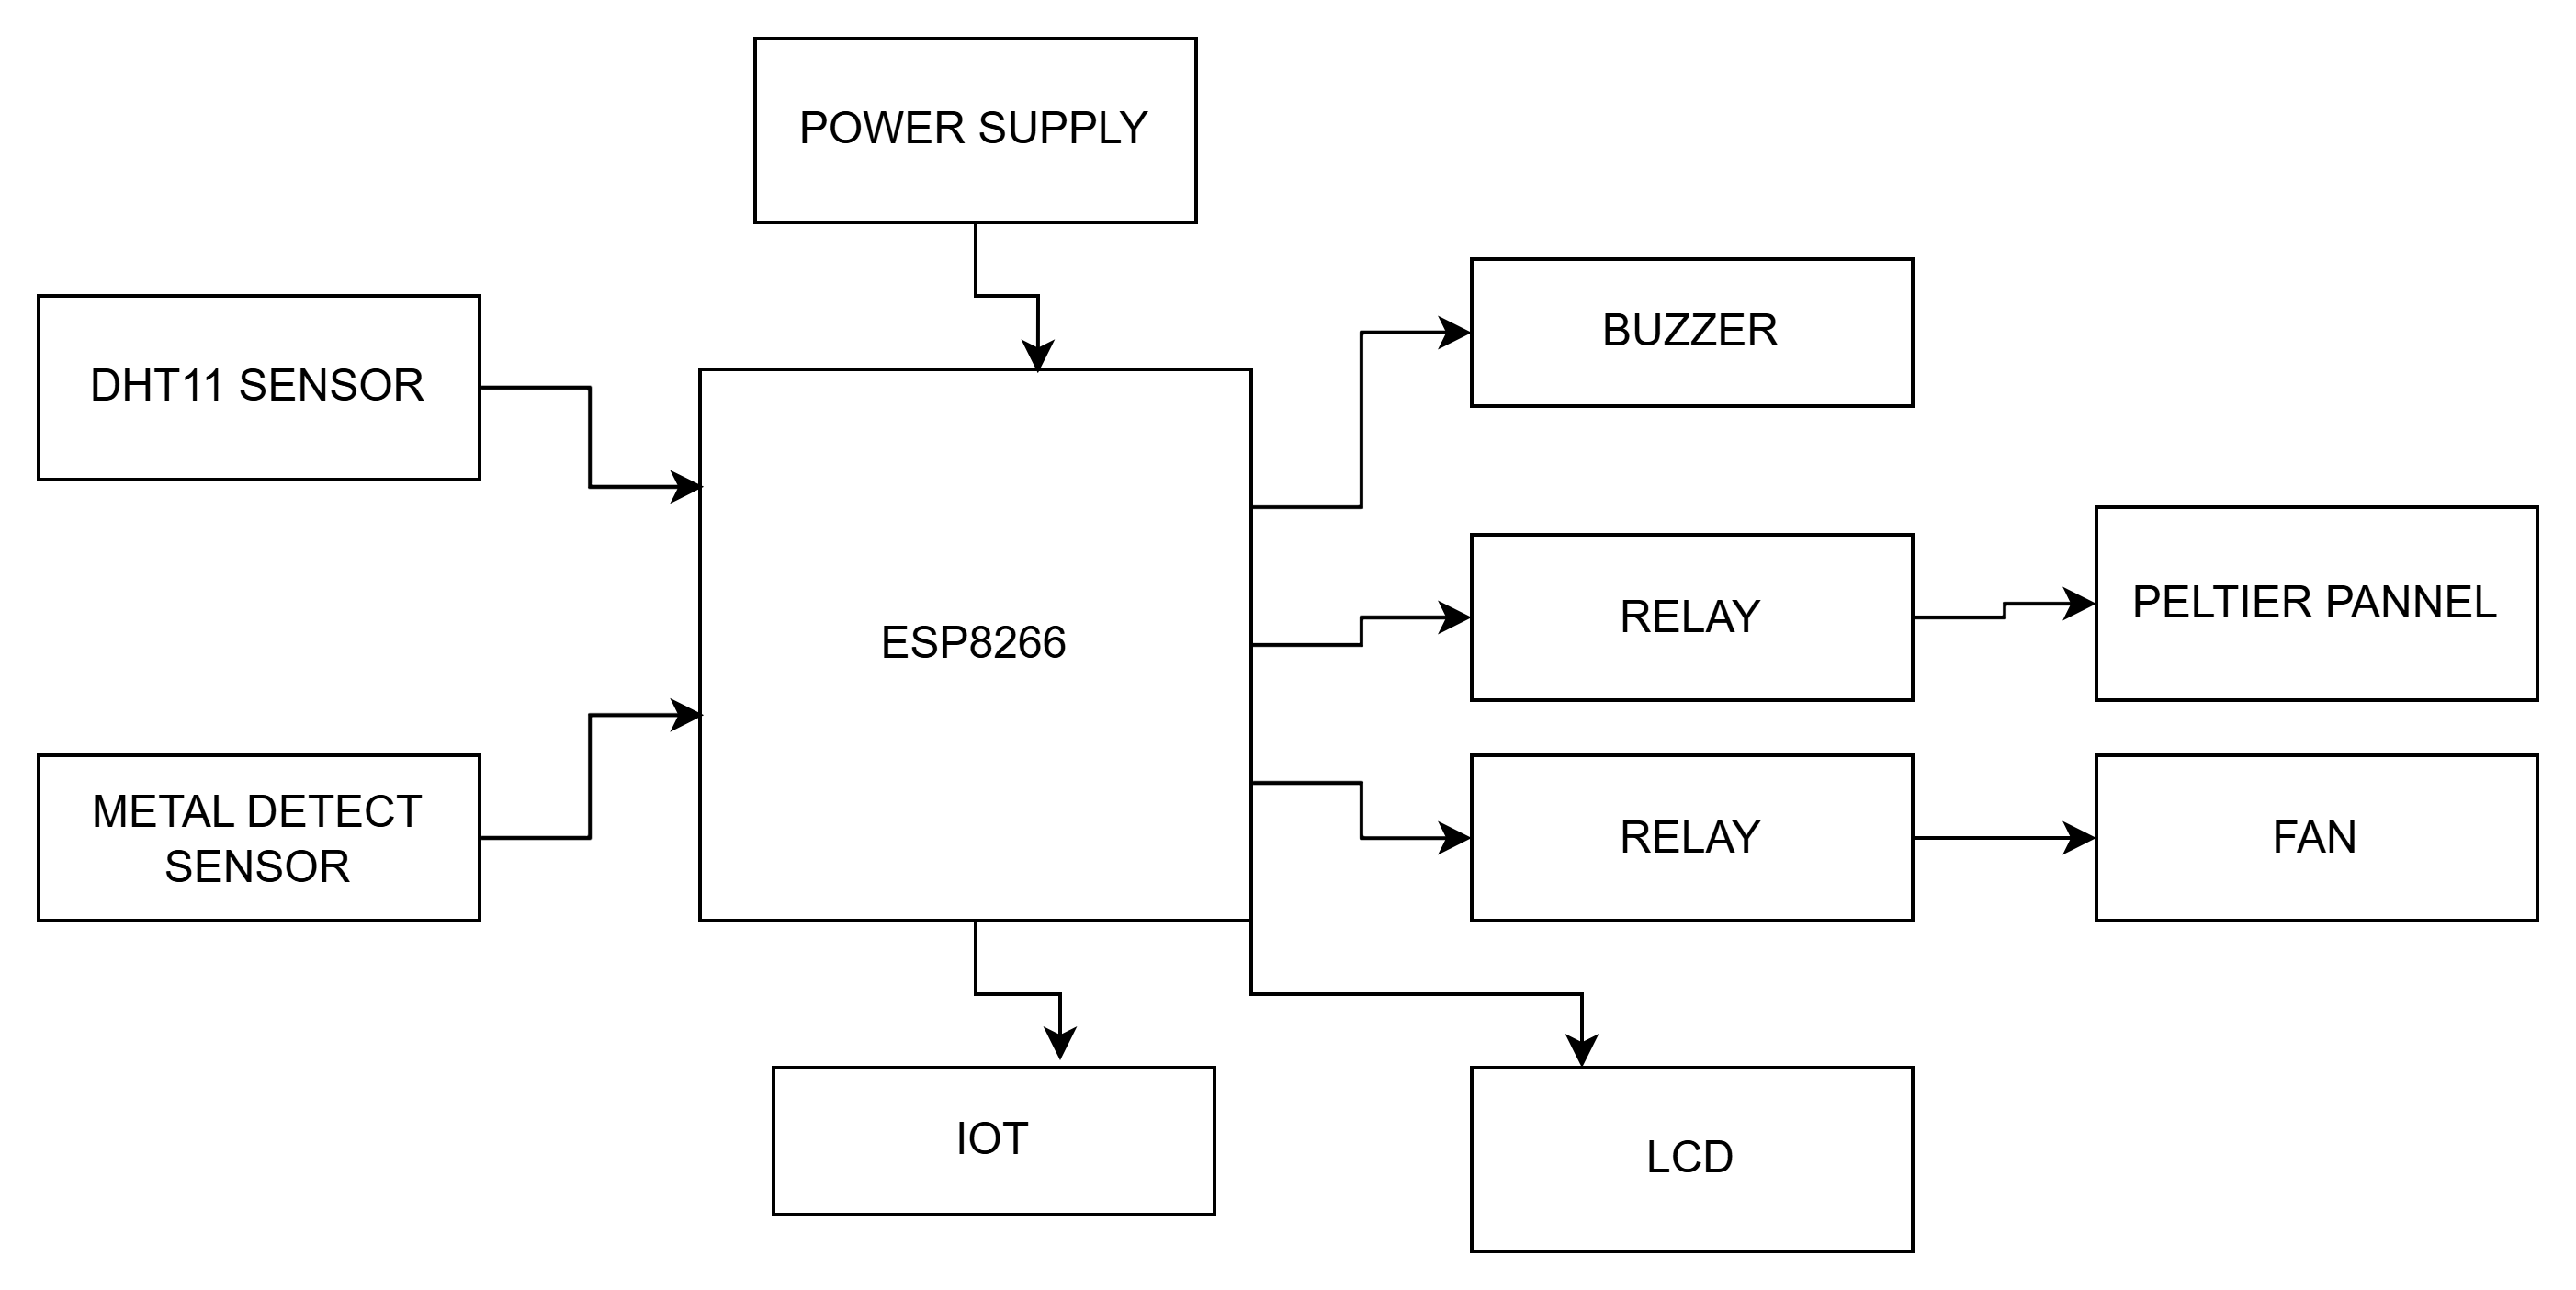 POWER SUPPLY
DHT11 SENSOR
BUZZER
ESP8266
RELAY
PELTIER PANNEL
METAL DETECT
SENSOR
RELAY
FAN
IOT
LCD